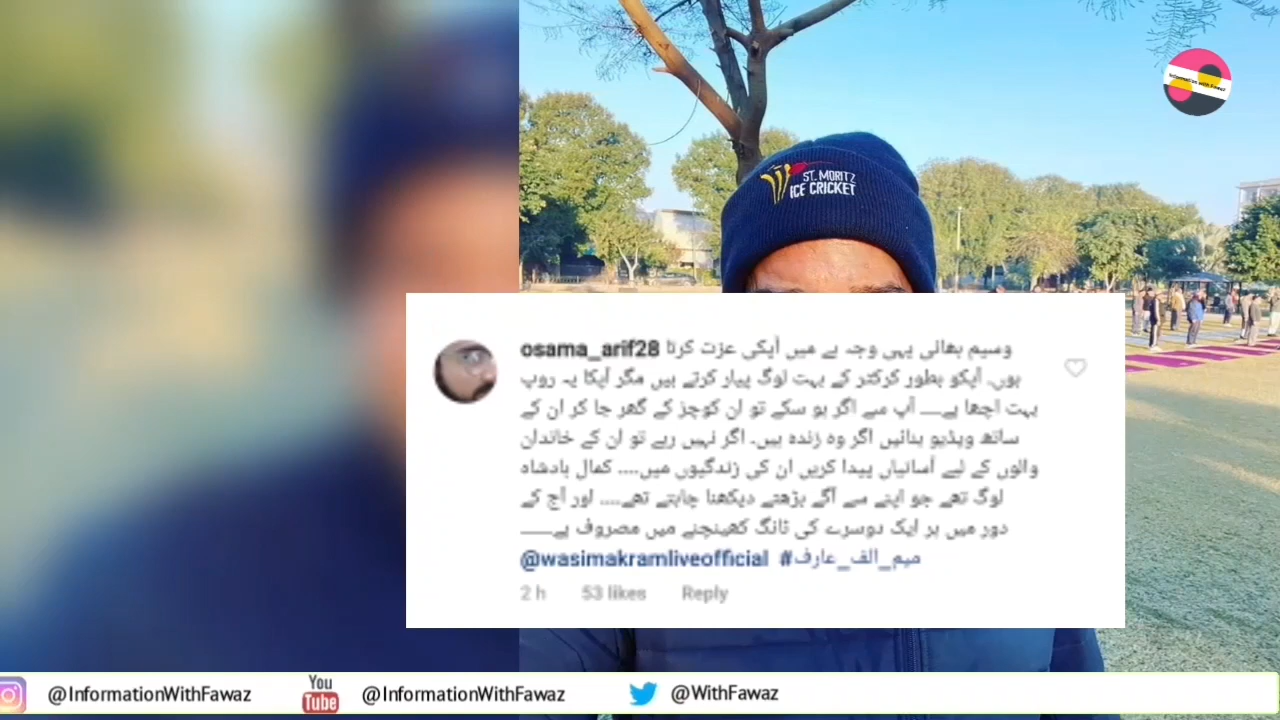 Information with Fawaz
ST. MORITZ
ICE CRICKET
osama_arif28 وسیم بھائی یہی وجہ ہے میں آپکی عزت کرتا
ہوں۔ آپکو بطور کرکٹر کے بہت لوگ پیار کرتے ہیں مگر آپکا یہ روپ
بہت اچھا ہے۔۔۔ آپ سے اگر ہو سکے تو ان کوچز کے گھر جا کر ان کے
ساتھ ویڈیو بنائیں اگر وہ زندہ ہیں۔ اگر نہیں رہے تو ان کے خاندان
والوں کے لیے آسانیاں پیدا کریں ان کی زندگیوں میں.... کمال بادشاہ
لوگ تھے جو اپنے سے آگے بڑھتے دیکھنا چاہتے تھے.... اور آج کے
دور میں ہر ایک دوسرے کی ٹانگ کھینچنے میں مصروف ہے۔۔۔۔
@wasimakramliveofficial #میم_الف_عارف
2 h 53 likes Reply
@InformationWithFawaz You Tube @InformationWithFawaz @WithFawaz